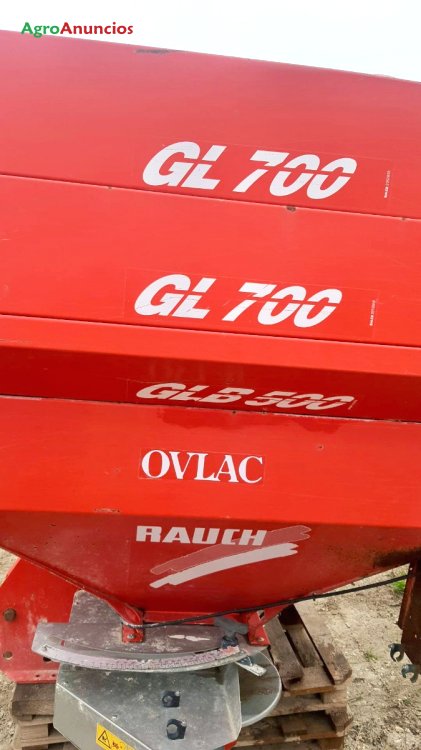 AgroAnuncios
GL 700
GL 700
GLB 500
OVLAC
RAUCH